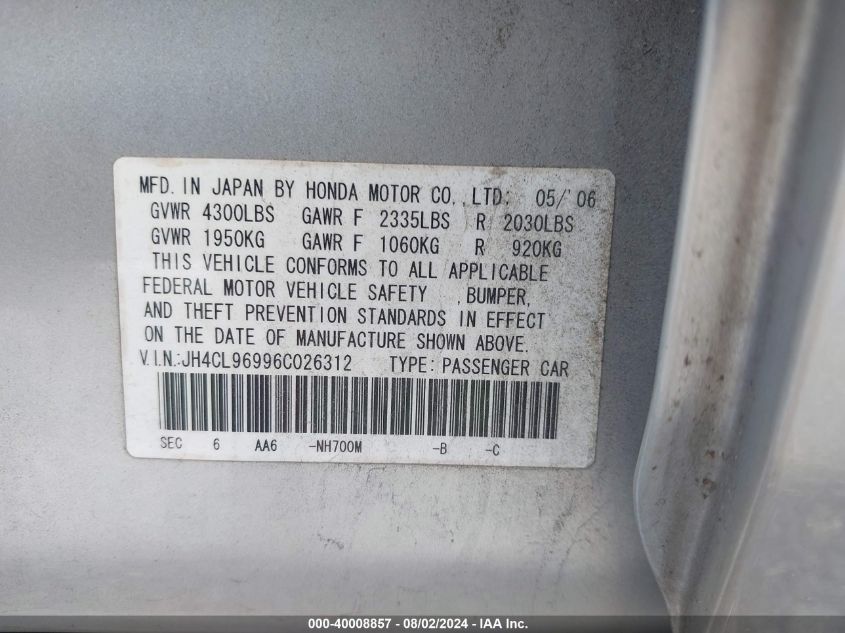 MFD. IN JAPAN BY HONDA MOTOR CO., LTD: 05/'06
GVWR 4300LBS GAWR F 2335LBS R 2030LBS
GVWR 1950KG GAWR F 1060KG R 920KG
THIS VEHICLE CONFORMS TO ALL APPLICABLE
FEDERAL MOTOR VEHICLE SAFETY ,BUMPER,
AND THEFT PREVENTION STANDARDS IN EFFECT
ON THE DATE OF MANUFACTURE SHOWN ABOVE.
V.I.N.:JH4CL96996C026312 TYPE: PASSENGER CAR
SEC 6 AA6 -NH700M -B -C
000-40008857 - 08/02/2024 - IAA Inc.